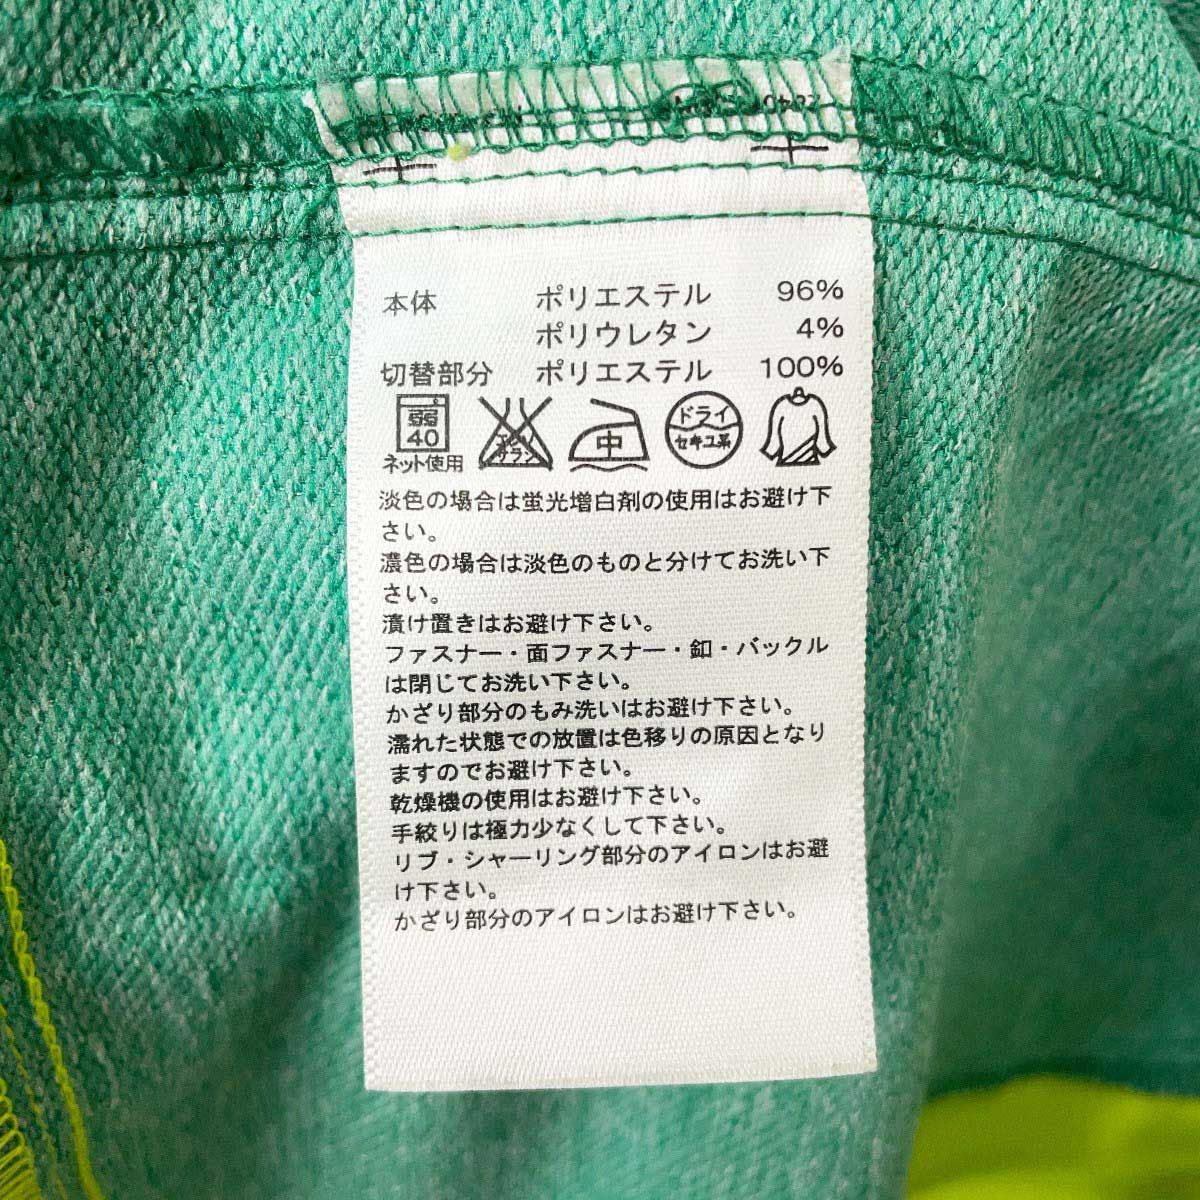 本体 ポリエステル 96%
ポリウレタン 4%
切替部分 ポリエステル 100%
弱 40 エンソ サラシ 中 ドライ セキユ系
ネット使用
淡色の場合は蛍光増白剤の使用はお避け下
さい。
濃色の場合は淡色のものと分けてお洗い下
さい。
漬け置きはお避け下さい。
ファスナー・面ファスナー・釦・バックル
は閉じてお洗い下さい。
かざり部分のもみ洗いはお避け下さい。
濡れた状態での放置は色移りの原因となり
ますのでお避け下さい。
乾燥機の使用はお避け下さい。
手絞りは極力少なくして下さい。
リブ・シャーリング部分のアイロンはお避
け下さい。
かざり部分のアイロンはお避け下さい。